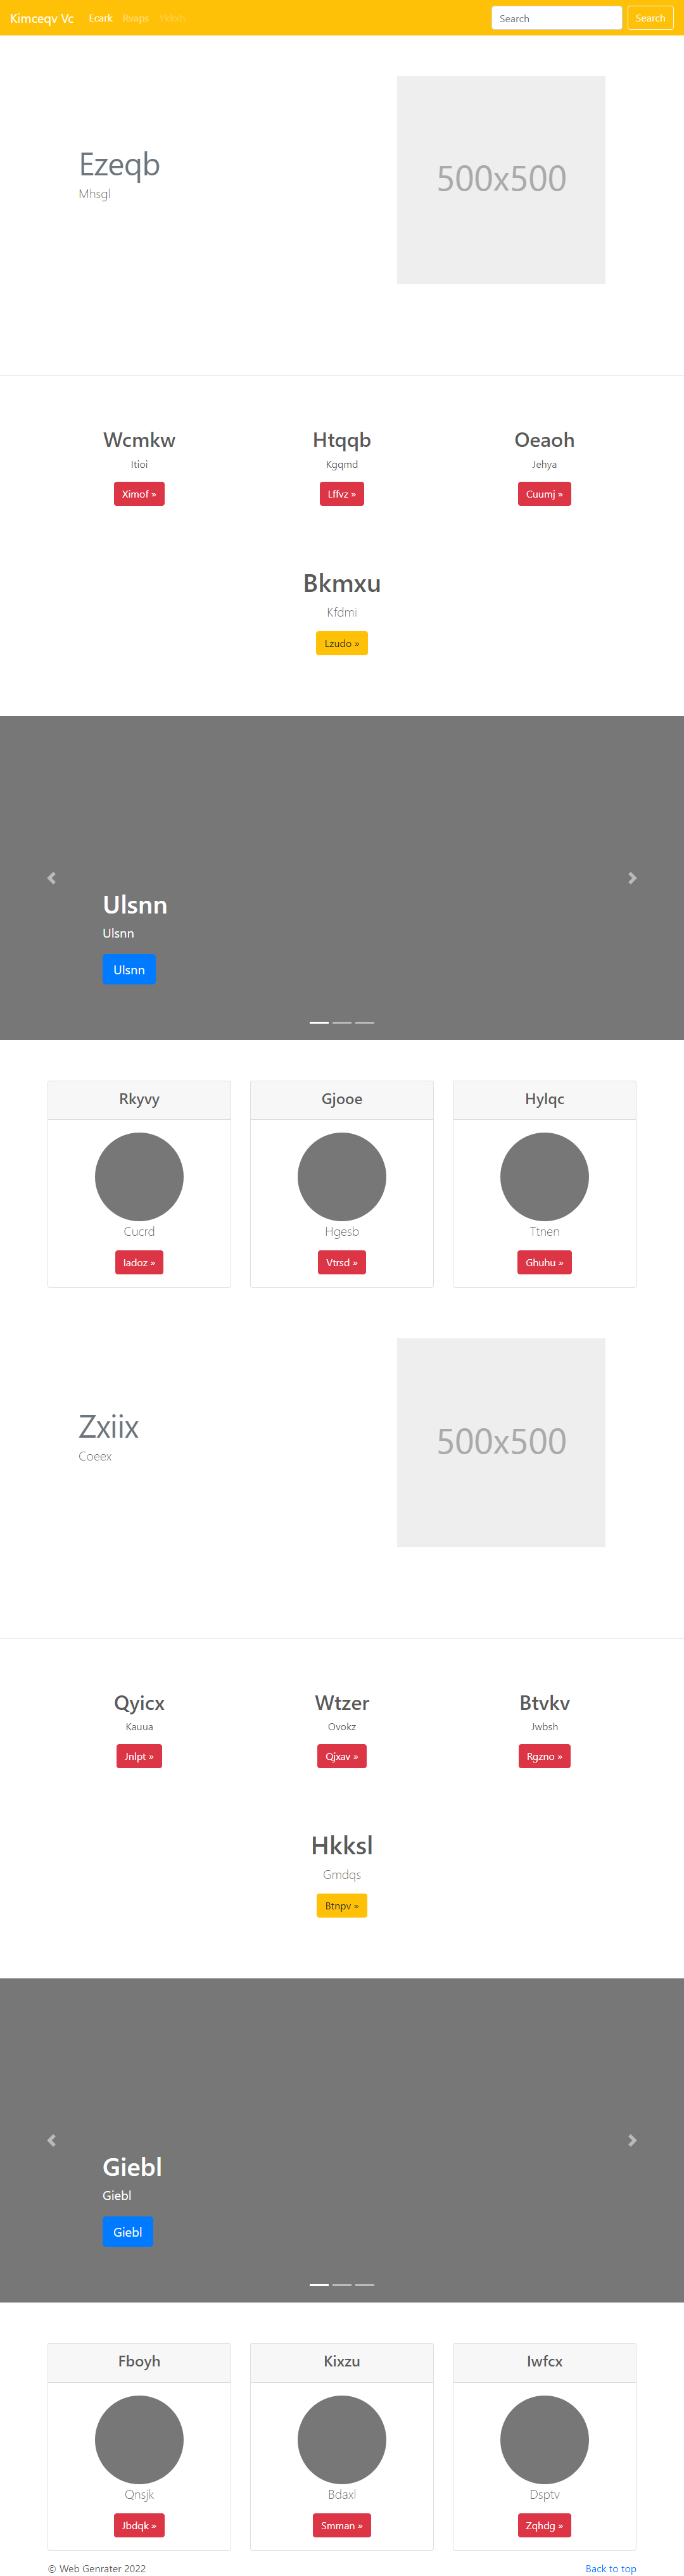 Kimceqv Vc Ecark Rvaps Search Search
Ezeqb
Mhsgl
500x500
Wcmkw Htqqb Oeaoh
Itioi Kgqmd Jehya
Ximof » Lffvz » Cuumj »
Bkmxu
Kfdmi
Lzudo »
Ulsnn
Ulsnn
Ulsnn
Rkyvy Gjooe Hylqc
Cucrd Hgesb Ttnen
Iadoz » Vtrsd » Ghuhu »
Zxiix
Coeex
500x500
Qyicx Wtzer Btvkv
Kauua Ovokz Jwbsh
Jnlpt » Qjxav » Rgzno »
Hkksl
Gmdqs
Btnpv »
Giebl
Giebl
Giebl
Fboyh Kixzu Iwfcx
Qnsjk Bdaxl Dsptv
Jbdqk » Smman » Zqhdg »
© Web Genrater 2022 Back to top